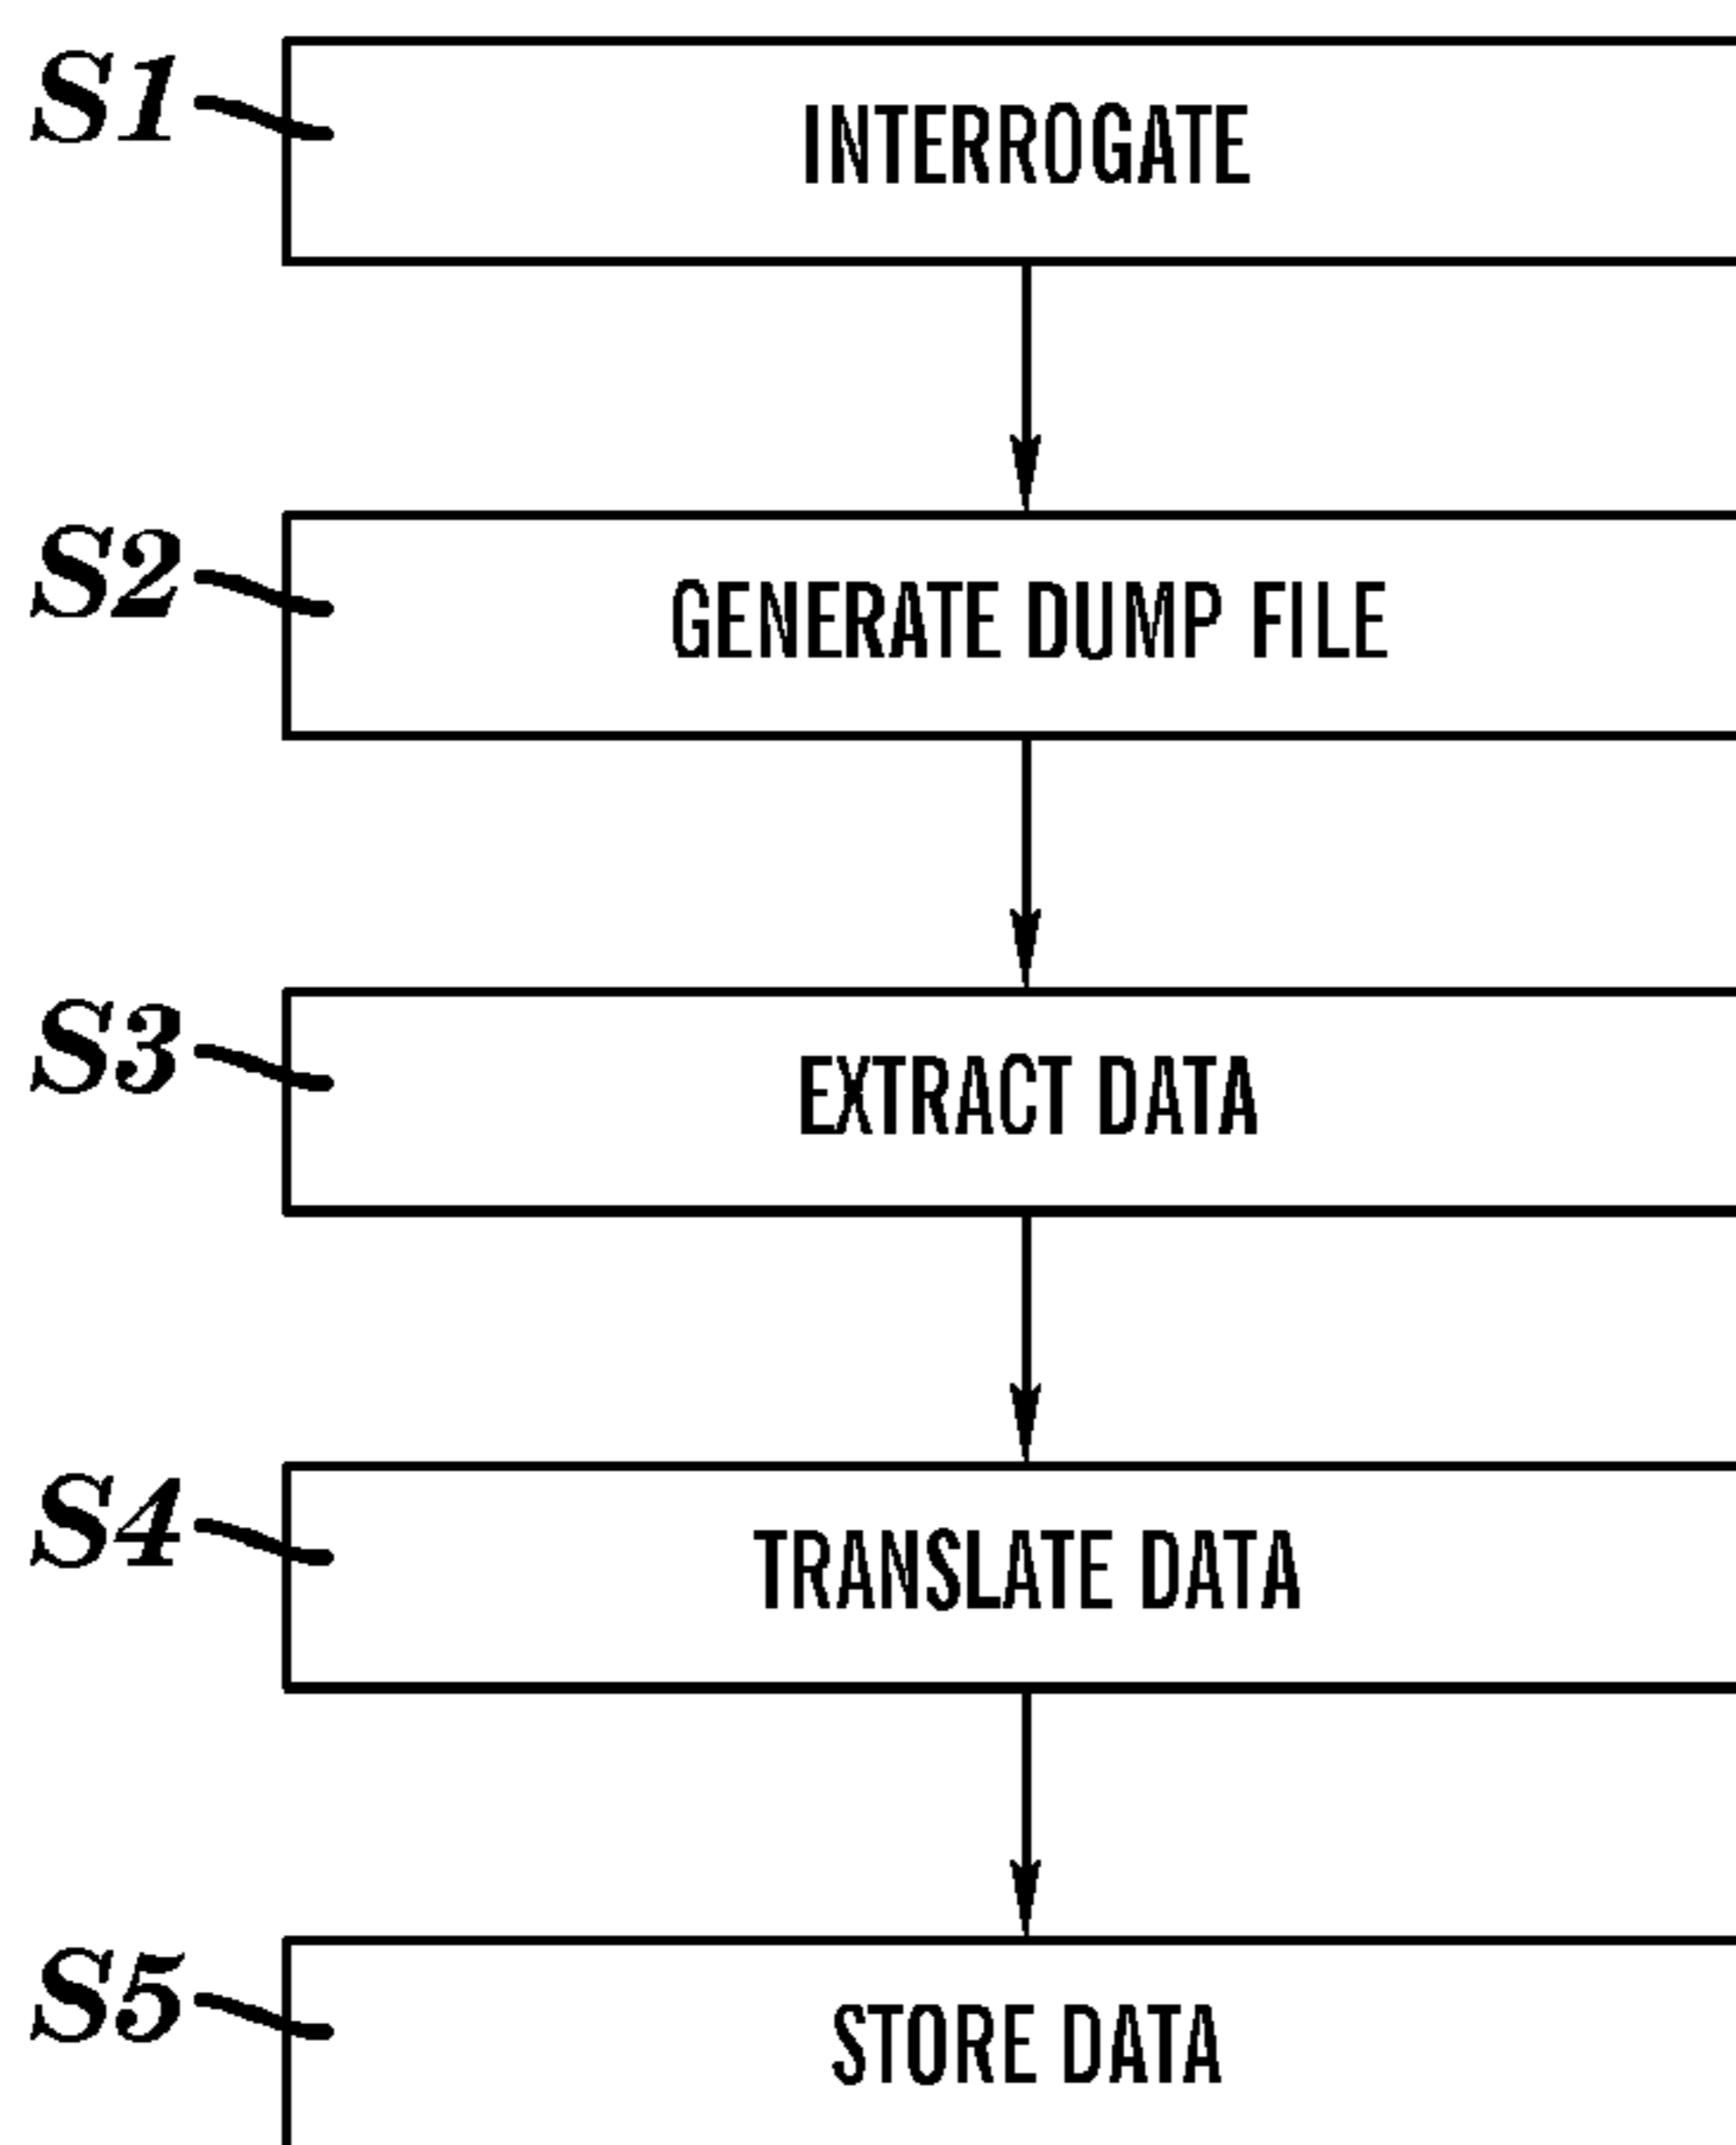 S1 INTERROGATE
S2 GENERATE DUMP FILE
S3 EXTRACT DATA
S4 TRANSLATE DATA
S5 STORE DATA